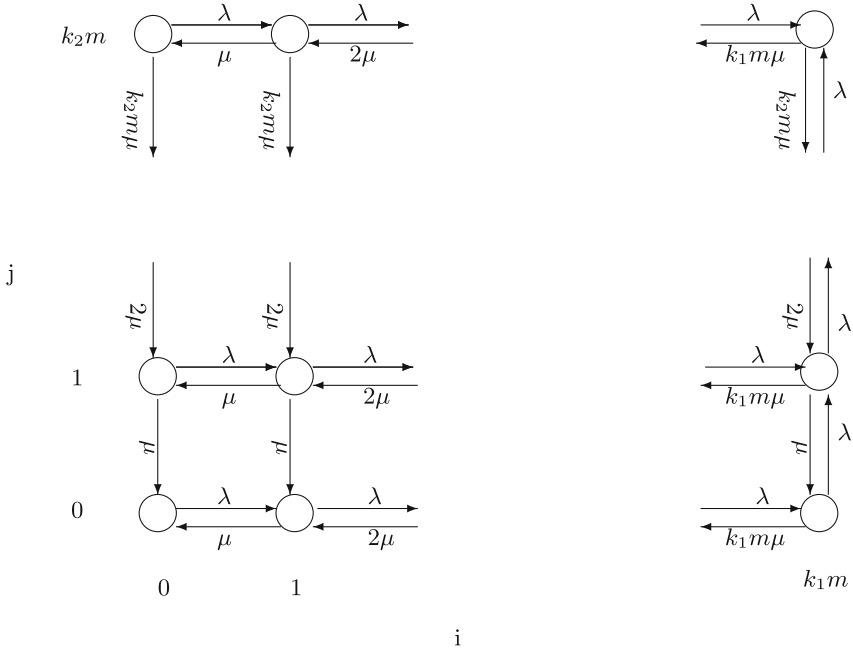 λ λ λ
k₂m μ 2μ k₁mμ
k₂mμ k₂mμ k₂mμ λ
j
2μ 2μ 2μ λ
λ λ λ
1 μ 2μ k₁mμ
μ μ μ λ
λ λ λ
0 μ 2μ k₁mμ
0 1 k₁m
i